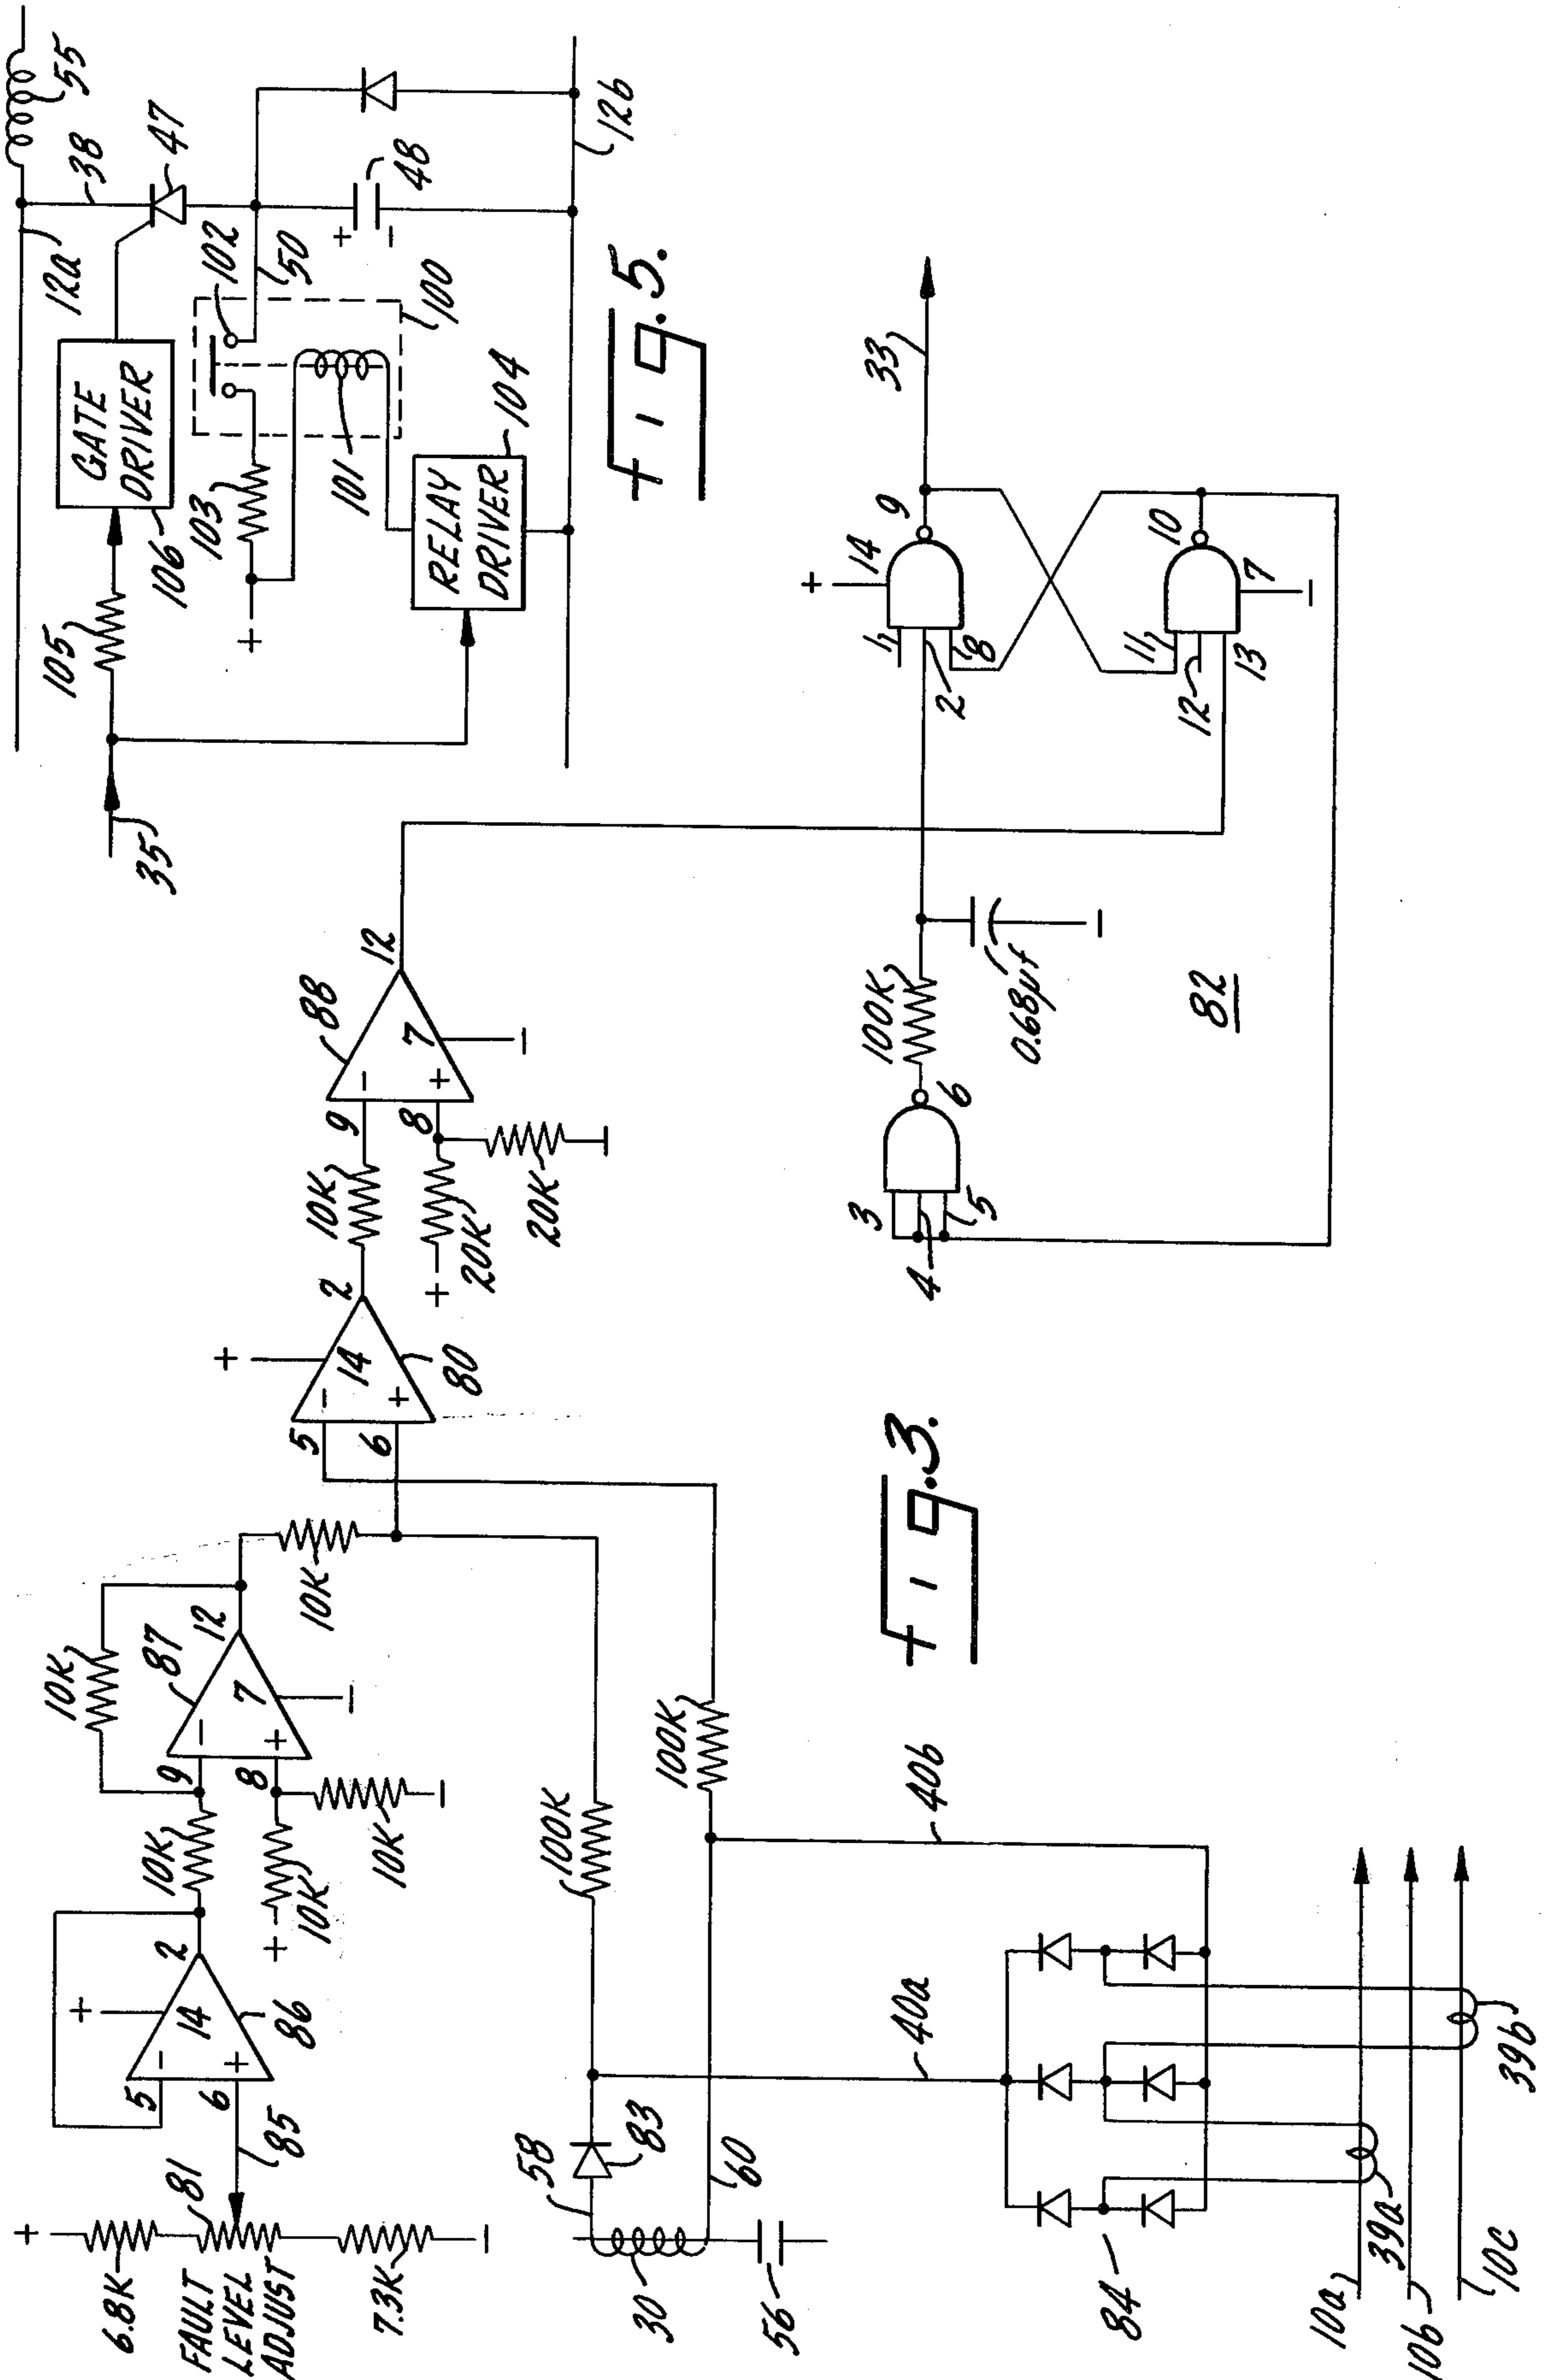 +
6.8K
FAULT
LEVEL
ADJUST
81
7.3K
85
5
6
14
+
2
86
10K
9
8
+
10K
10K
10K
87
7
12
10K
5
6
+
14
2
80
10K
9
8
+
20K
20K
88
7
12
30
58
83
60
56
100K
100K
40a
40b
84
10a
10b
10c
39a
39b
fig.3.
3
4
5
6
100K
0.68µf
82
1
2
8
+
14
9
11
12
13
10
7
33
35
105
106
GATE
DRIVER
12a
38
55
47
103
+
101
102
50
100
RELAY
DRIVER
104
+
-
48
12b
fig.5.